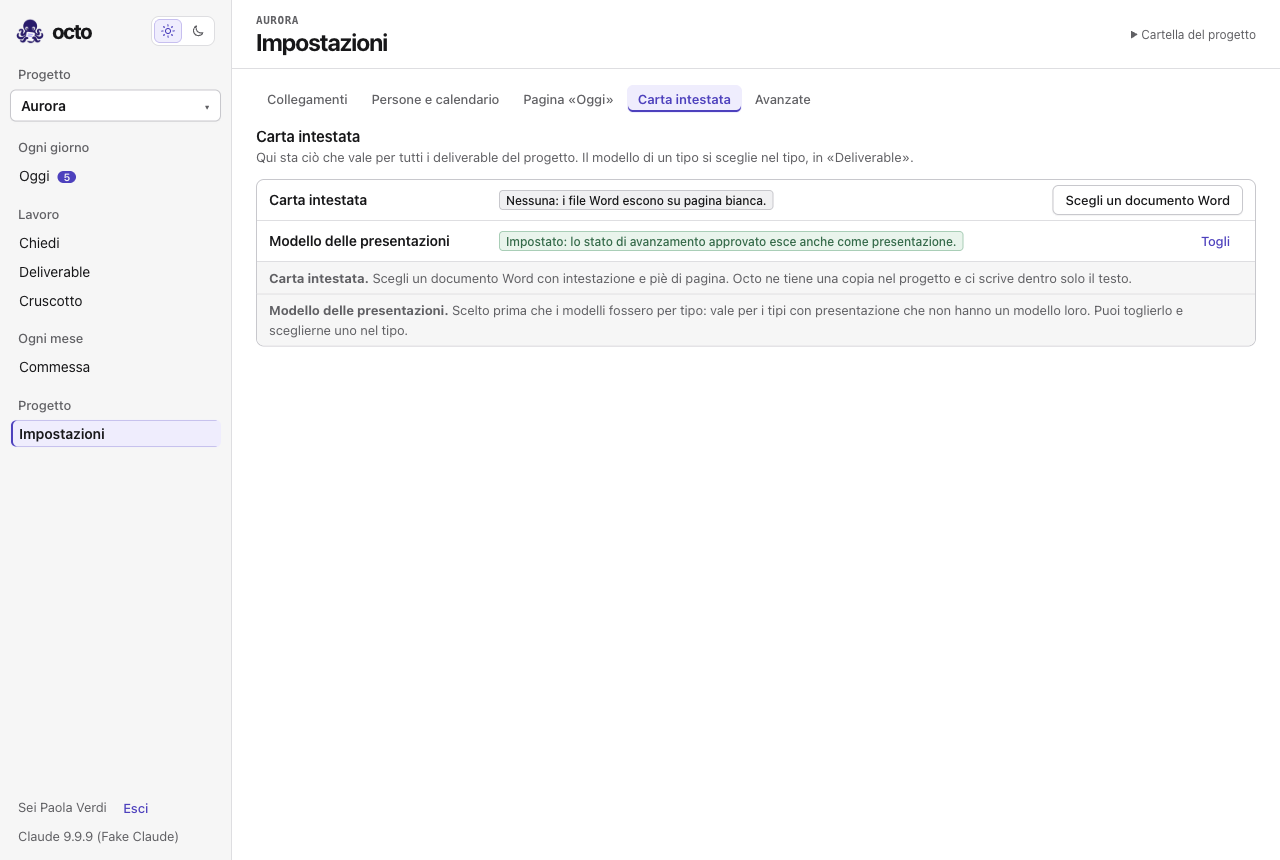 octo
Progetto
Aurora
Ogni giorno
Oggi 5
Lavoro
Chiedi
Deliverable
Cruscotto
Ogni mese
Commessa
Progetto
Impostazioni
Sei Paola Verdi Esci
Claude 9.9.9 (Fake Claude)
AURORA
Impostazioni
Cartella del progetto
Collegamenti Persone e calendario Pagina «Oggi» Carta intestata Avanzate
Carta intestata
Qui sta ciò che vale per tutti i deliverable del progetto. Il modello di un tipo si sceglie nel tipo, in «Deliverable».
Carta intestata Nessuna: i file Word escono su pagina bianca. Scegli un documento Word
Modello delle presentazioni Impostato: lo stato di avanzamento approvato esce anche come presentazione. Togli
Carta intestata. Scegli un documento Word con intestazione e piè di pagina. Octo ne tiene una copia nel progetto e ci scrive dentro solo il testo.
Modello delle presentazioni. Scelto prima che i modelli fossero per tipo: vale per i tipi con presentazione che non hanno un modello loro. Puoi toglierlo e
sceglierne uno nel tipo.